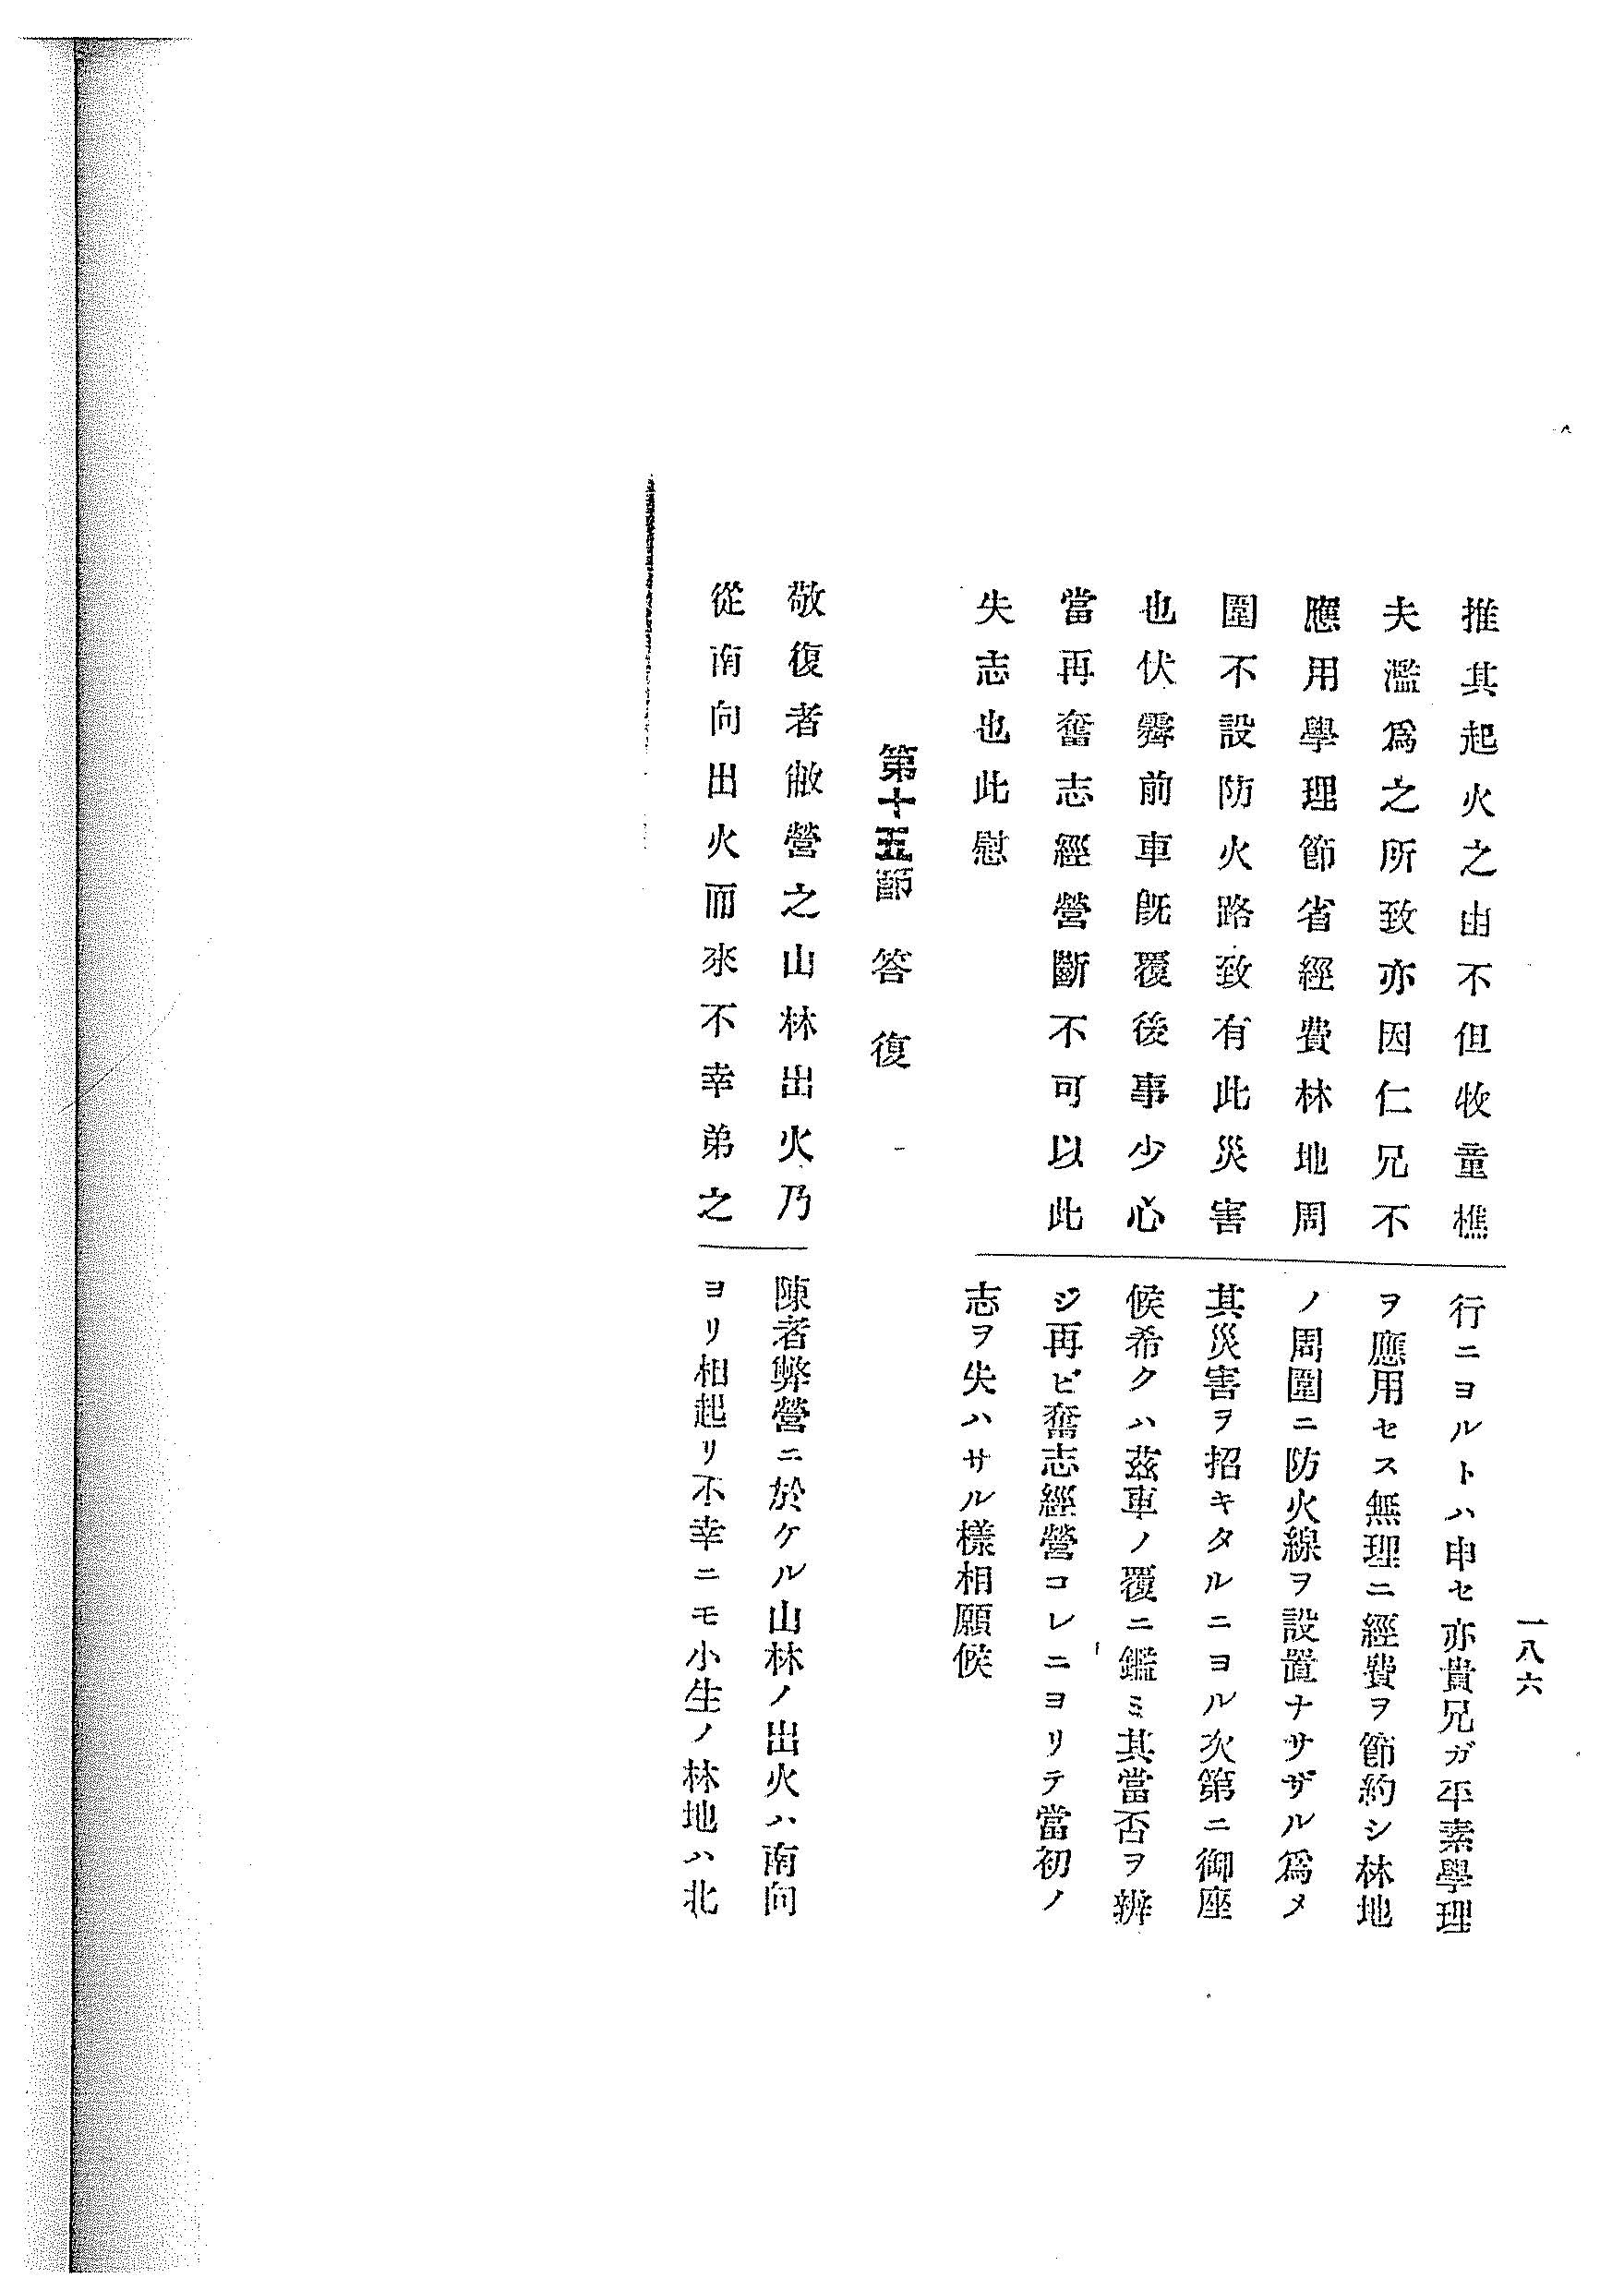 一八六
推其起火之由不但牧童樵
夫濫爲之所致亦因仁兄不
應用學理節省經費林地周
圍不設防火路致有此災害
也伏霽前車既覆後事少心
當再奮志經營斷不可以此
失志也此慰
行ニヨルトハ申セ亦貴兄ガ平素學理
ヲ應用セス無理ニ經費ヲ節約シ林地
ノ周圍ニ防火線ヲ設置ナサザル爲メ
其災害ヲ招キタルニヨル次第ニ御座
候希クハ茲車ノ覆ニ鑑ミ其當否ヲ辨
ジ再ビ奮志經營コレニヨリテ當初ノ
志ヲ失ハサル樣相願候
第十五節 答復
敬復者敝營之山林出火乃
從南向出火而來不幸弟之
陳者弊營ニ於ケル山林ノ出火ハ南向
ヨリ相起リ不幸ニモ小生ノ林地ハ北